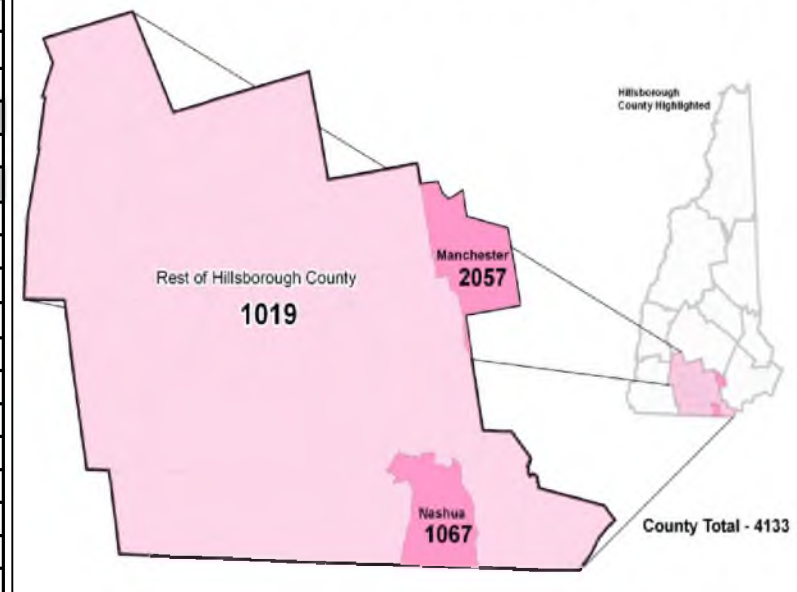 Hillsborough
County Highlighted
Manchester
2057
Rest of Hillsborough County
1019
Nashua
1067
County Total - 4133